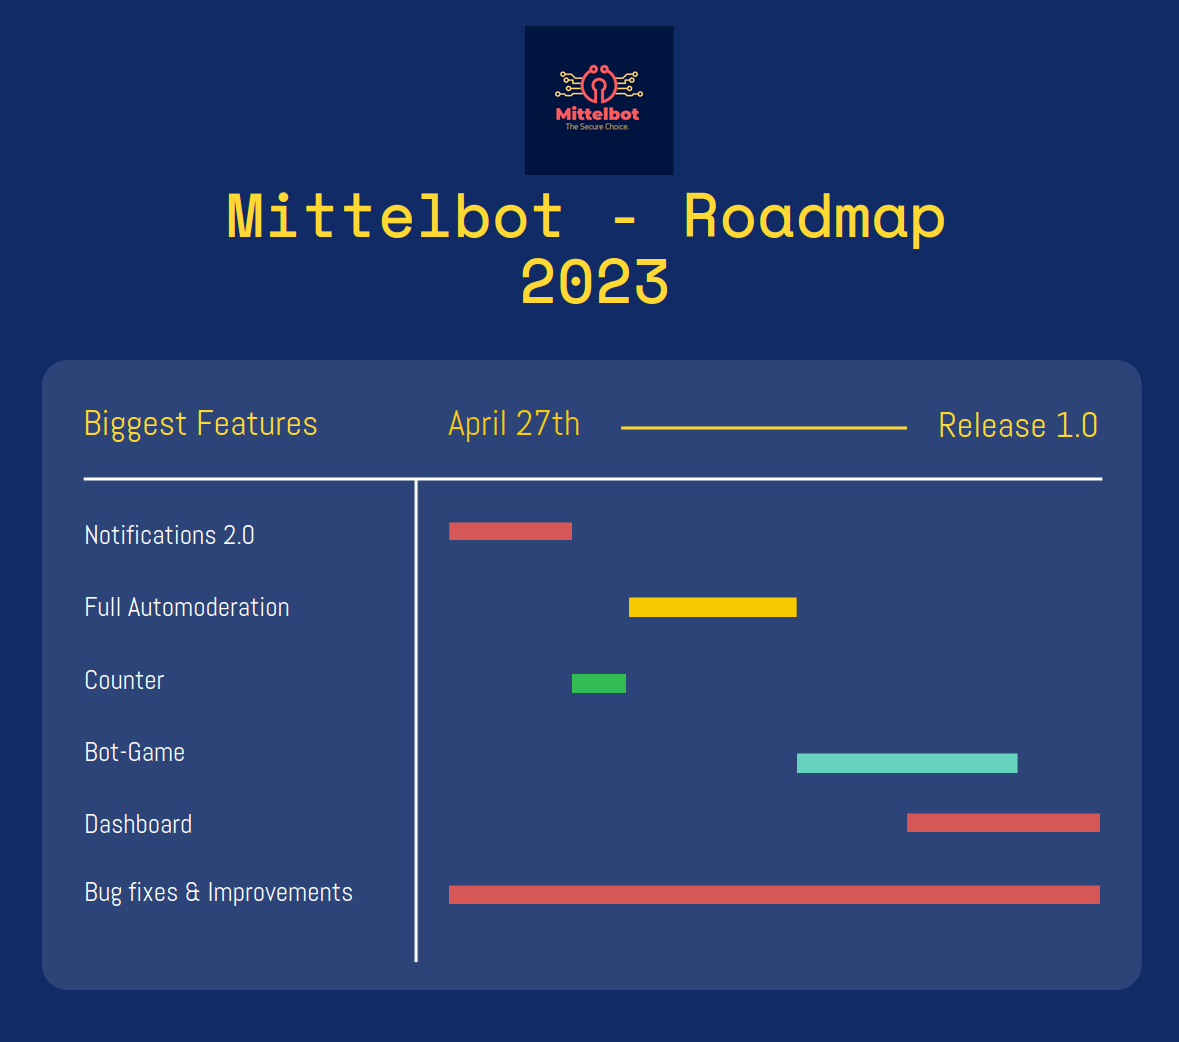 Mittelbot
The Secure Choice.
Mittelbot - Roadmap
2023
Biggest Features
April 27th
Release 1.0
Notifications 2.0
Full Automoderation
Counter
Bot-Game
Dashboard
Bug fixes & Improvements